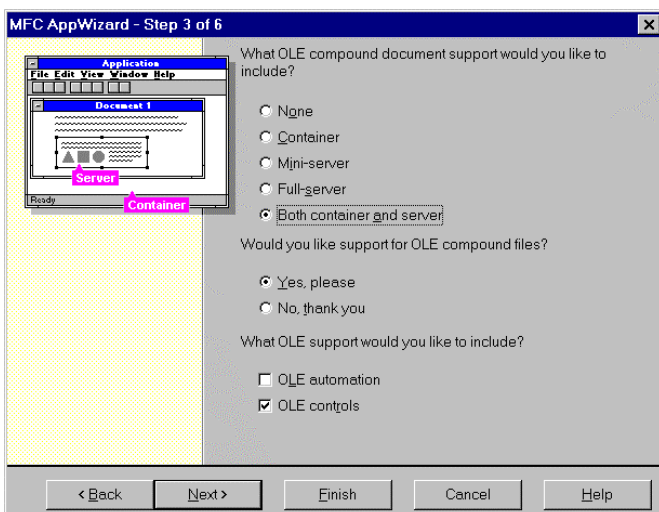 MFC AppWizard - Step 3 of 6
Application
File Edit View Window Help
Document 1
Server
Ready
Container
What OLE compound document support would you like to
include?
None
Container
Mini-server
Full-server
Both container and server
Would you like support for OLE compound files?
Yes, please
No, thank you
What OLE support would you like to include?
OLE automation
OLE controls
< Back
Next >
Finish
Cancel
Help